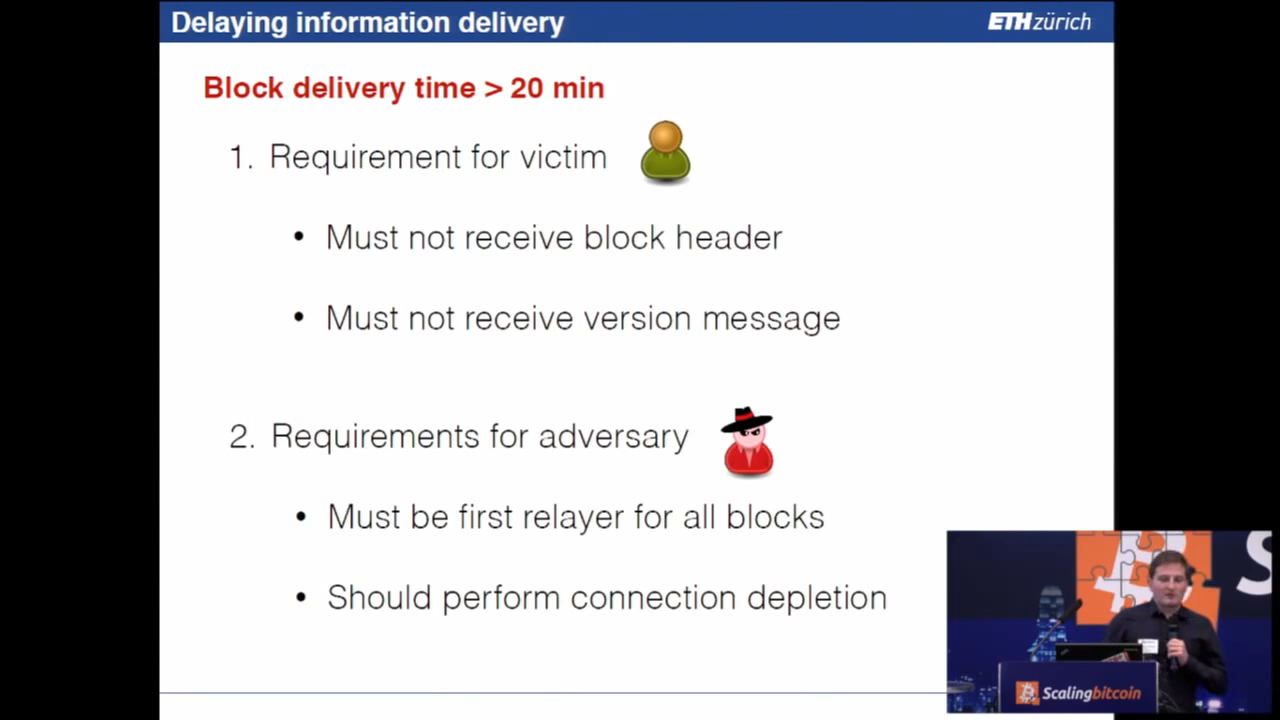 Delaying information delivery
ETH zürich
Block delivery time > 20 min
1. Requirement for victim
• Must not receive block header
• Must not receive version message
2. Requirements for adversary
• Must be first relayer for all blocks
• Should perform connection depletion
Scalingbitcoin